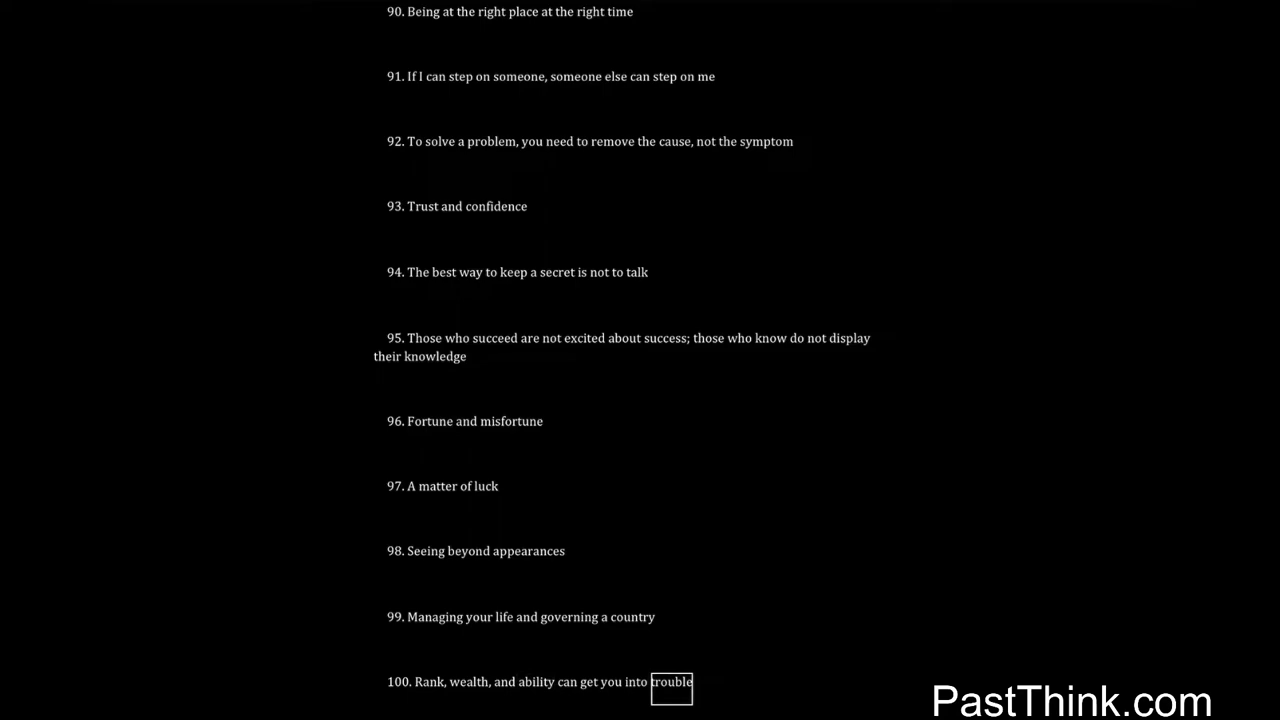 90. Being at the right place at the right time
91. If I can step on someone, someone else can step on me
92. To solve a problem, you need to remove the cause, not the symptom
93. Trust and confidence
94. The best way to keep a secret is not to talk
95. Those who succeed are not excited about success; those who know do not display
their knowledge
96. Fortune and misfortune
97. A matter of luck
98. Seeing beyond appearances
99. Managing your life and governing a country
100. Rank, wealth, and ability can get you into trouble
PastThink.com